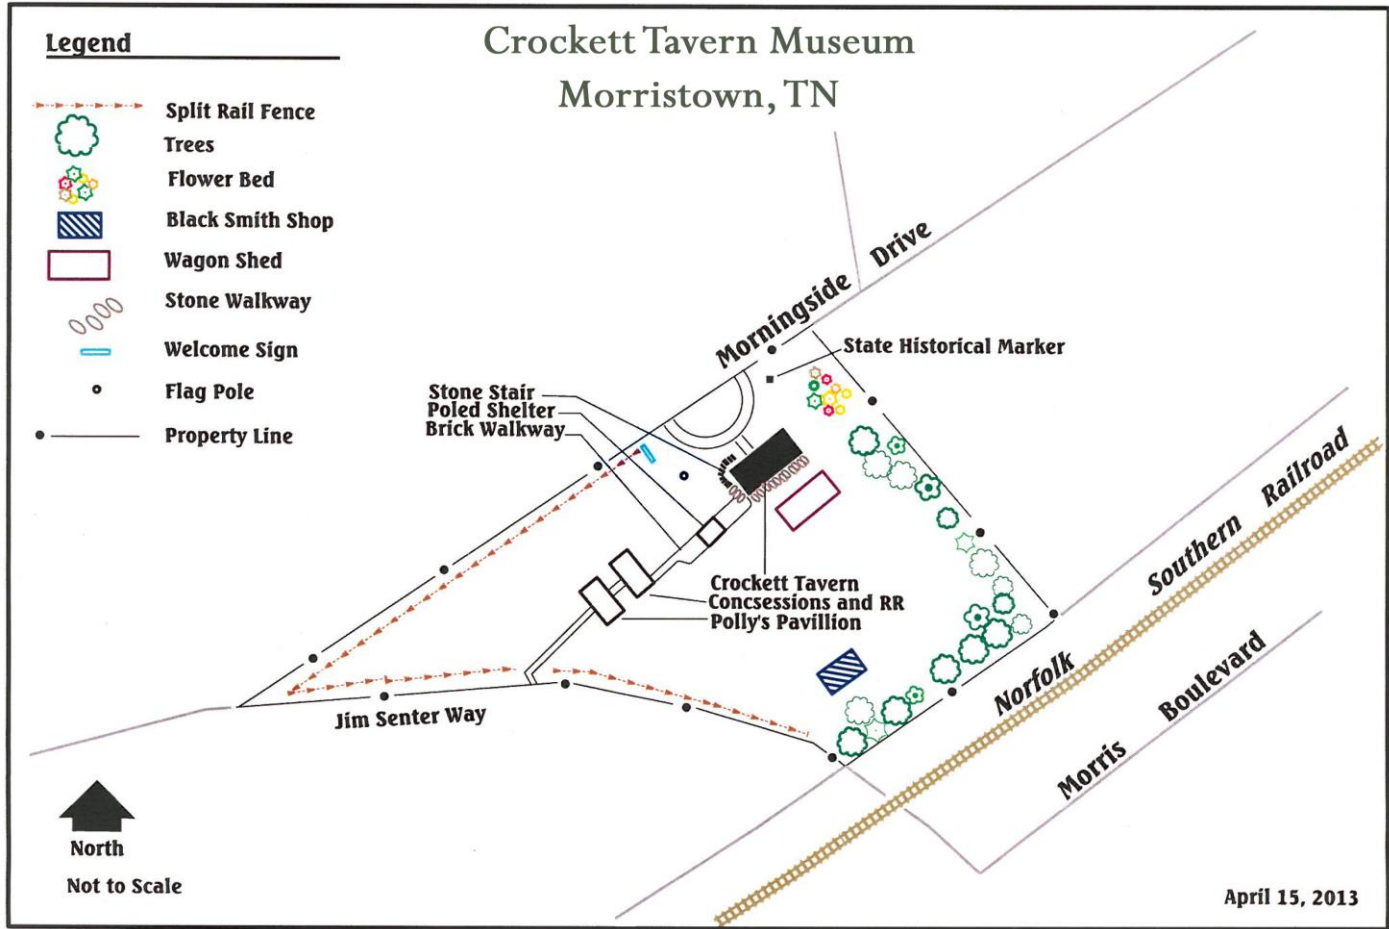 Crockett Tavern Museum
Morristown, TN
Legend
Split Rail Fence
Trees
Flower Bed
Black Smith Shop
Wagon Shed
Stone Walkway
Welcome Sign
Flag Pole
Property Line
Morningside Drive
State Historical Marker
Stone Stair
Poled Shelter
Brick Walkway
Crockett Tavern
Concsessions and RR
Polly's Pavillion
Jim Senter Way
Norfolk Southern Railroad
Morris Boulevard
North
Not to Scale
April 15, 2013